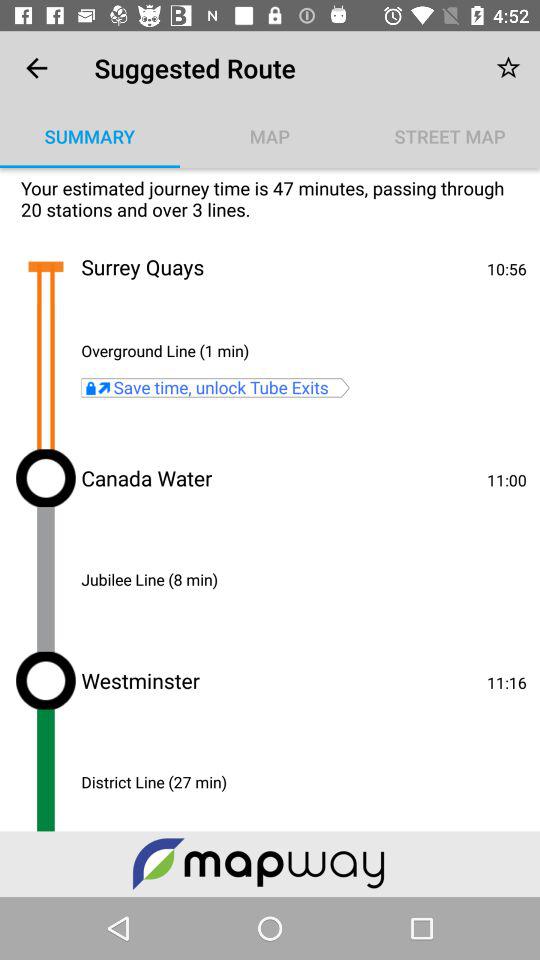 4:52
Suggested Route
SUMMARY MAP STREET MAP
Your estimated journey time is 47 minutes, passing through
20 stations and over 3 lines.
Surrey Quays 10:56
Overground Line (1 min)
Save time, unlock Tube Exits
Canada Water 11:00
Jubilee Line (8 min)
Westminster 11:16
District Line (27 min)
mapway